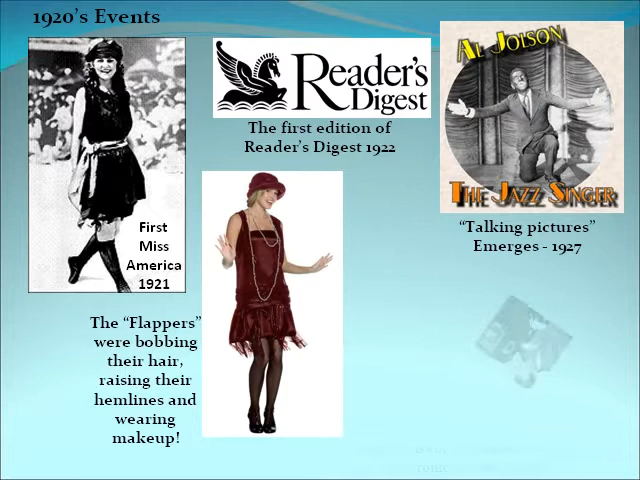 1920's Events
Reader's
Digest
The first edition of
Reader's Digest 1922
AL JOLSON
THE JAZZ SINGER
"Talking pictures"
Emerges - 1927
First
Miss
America
1921
The "Flappers"
were bobbing
their hair,
raising their
hemlines and
wearing
makeup!